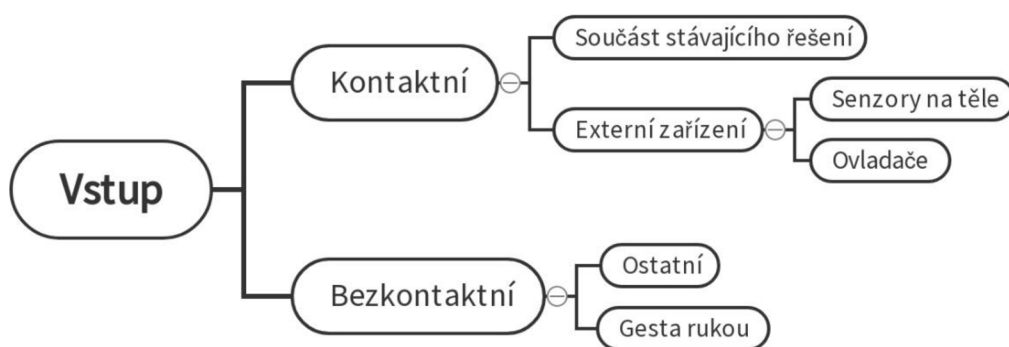 Vstup
Kontaktní
Součást stávajícího řešení
Externí zařízení
Senzory na těle
Ovladače
Bezkontaktní
Ostatní
Gesta rukou